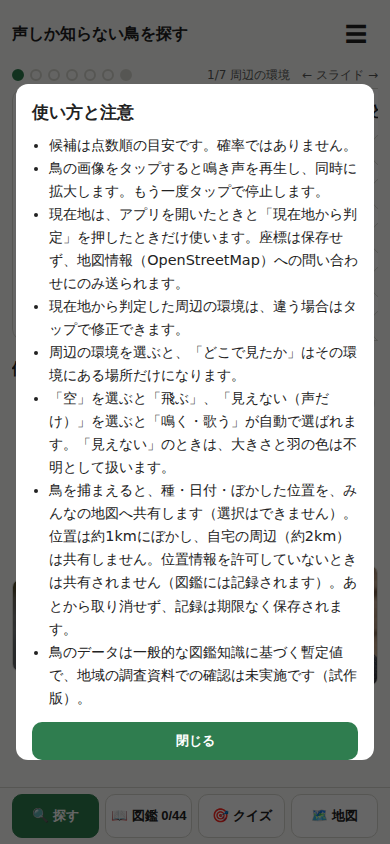 声しか知らない鳥を探す
1/7 周辺の環境 ← スライド →
使い方と注意
• 候補は点数順の目安です。確率ではありません。
• 鳥の画像をタップすると鳴き声を再生し、同時に
拡大します。もう一度タップで停止します。
• 現在地は、アプリを開いたときと「現在地から判
定」を押したときだけ使います。座標は保存せ
ず、地図情報（OpenStreetMap）への問い合わ
せにのみ送られます。
• 現在地から判定した周辺の環境は、違う場合はタ
ップで修正できます。
• 周辺の環境を選ぶと、「どこで見たか」はその環
境にある場所だけになります。
• 「空」を選ぶと「飛ぶ」、「見えない（声だ
け）」を選ぶと「鳴く・歌う」が自動で選ばれま
す。「見えない」のときは、大きさと羽の色は不
明として扱います。
• 鳥を捕まえると、種・日付・ぼかした位置を、み
んなの地図へ共有します（選択はできません）。
位置は約1kmにぼかし、自宅の周辺（約2km）
は共有しません。位置情報を許可していないとき
は共有されません（図鑑には記録されます）。あ
とから取り消せず、記録は期限なく保存されま
す。
• 鳥のデータは一般的な図鑑知識に基づく暫定値
で、地域の調査資料での確認は未実施です（試作
版）。
閉じる
🔍 探す 📖 図鑑 0/44 🎯 クイズ 🗺️ 地図